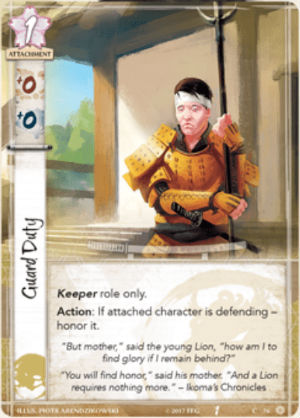 1
ATTACHMENT
+0
+0
Guard Duty
Keeper role only.
Action: If attached character is defending –
honor it.
"But mother," said the young Lion, "how am I to
find glory if I remain behind?"
"You will find honor," said his mother. "And a Lion
requires nothing more." – Ikoma's Chronicles
ILLUS. PIOTR ARENDZIKOWSKI
© 2017 FFG